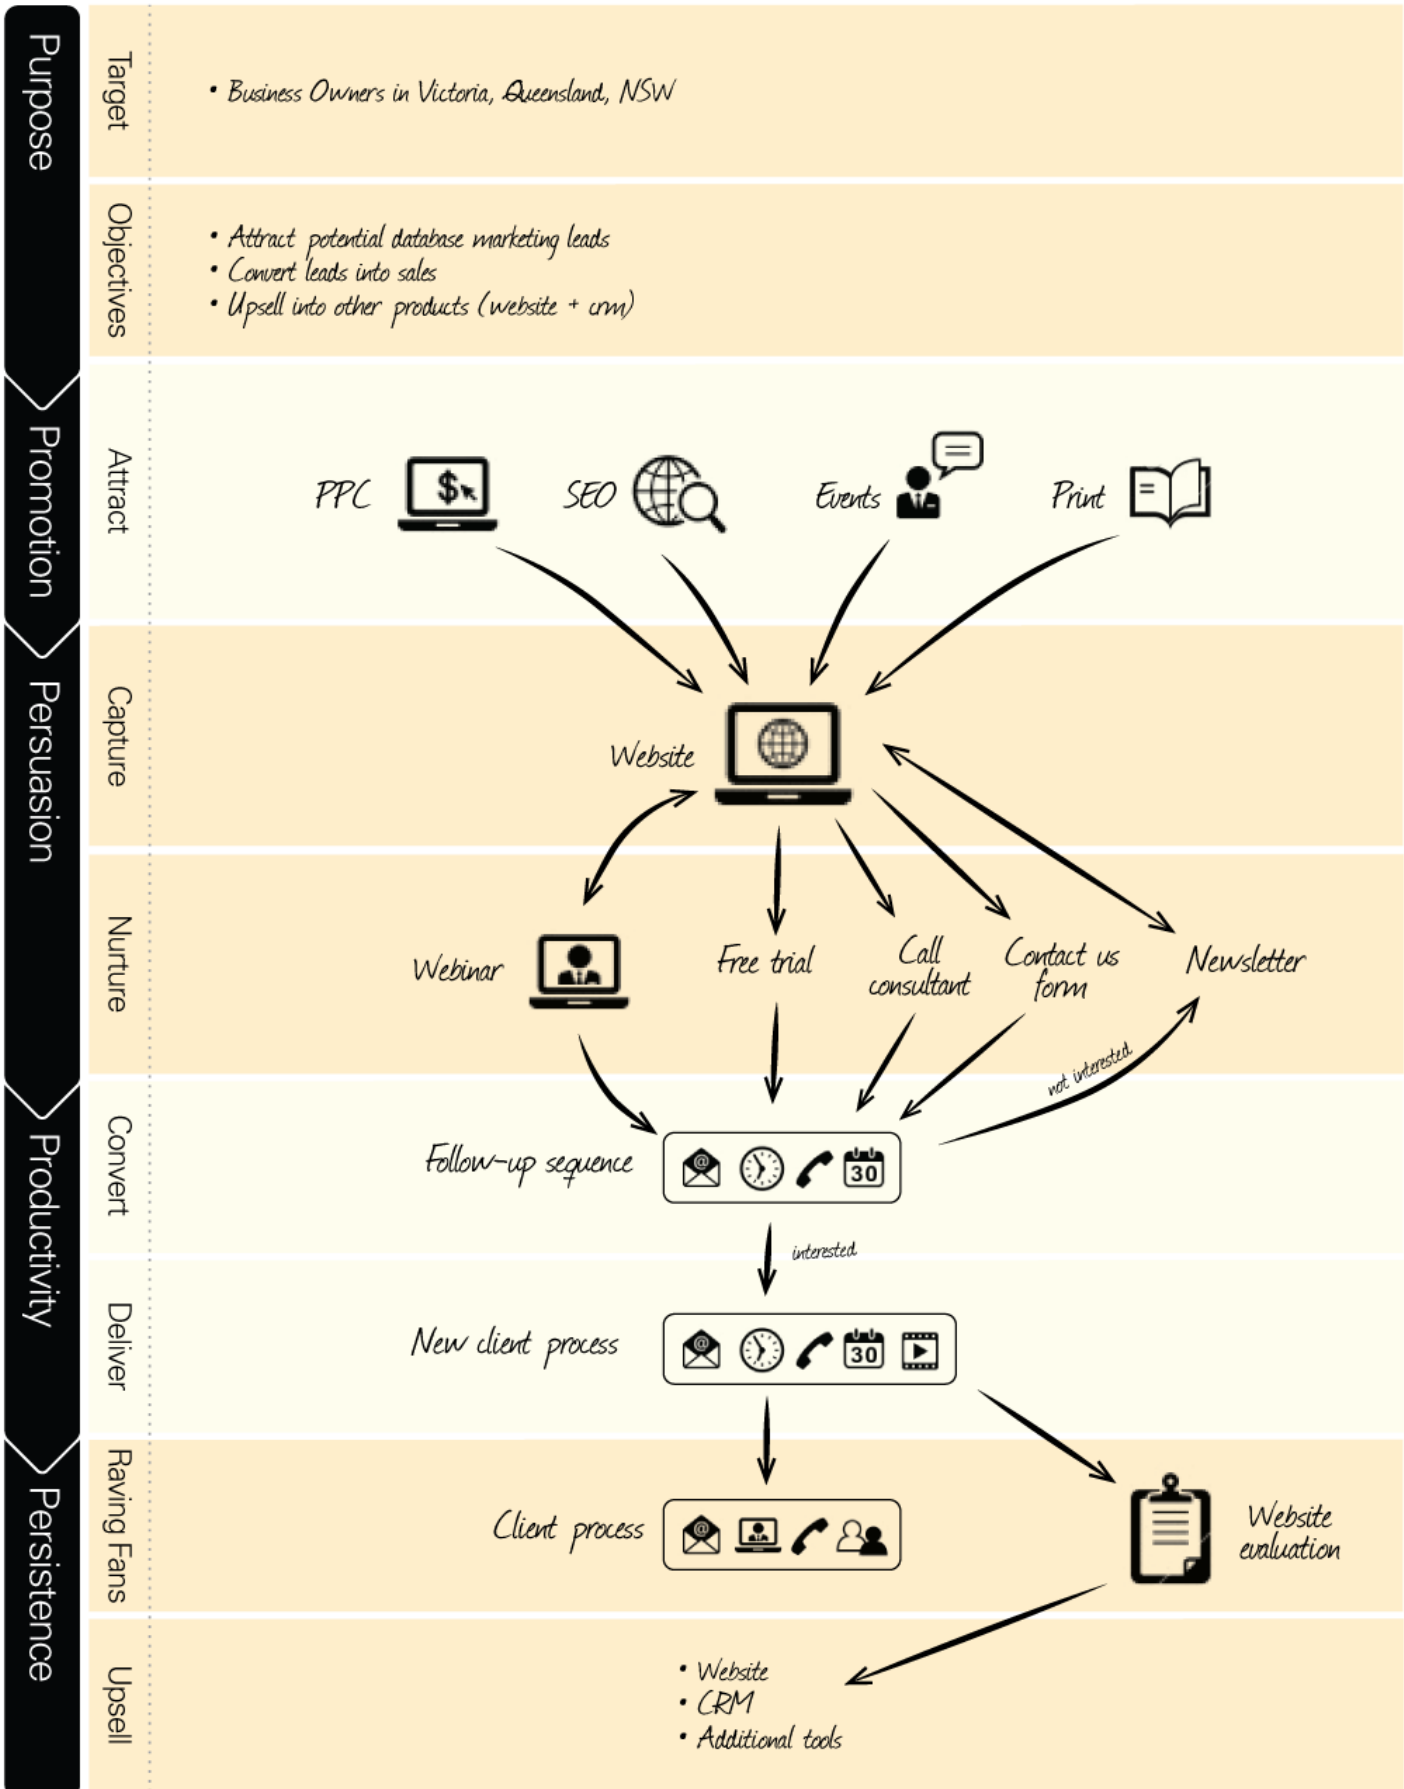 Purpose
Target
• Business Owners in Victoria, Queensland, NSW
Objectives
• Attract potential database marketing leads
• Convert leads into sales
• Upsell into other products (website + crm)
Promotion
Attract
PPC
$
SEO
Events
Print
Persuasion
Capture
Website
Nurture
Webinar
Free trial
Call
consultant
Contact us
form
Newsletter
not interested
Productivity
Convert
Follow-up sequence
@
30
interested
Deliver
New client process
@
30
Persistence
Raving Fans
Client process
@
Website
evaluation
Upsell
• Website
• CRM
• Additional tools